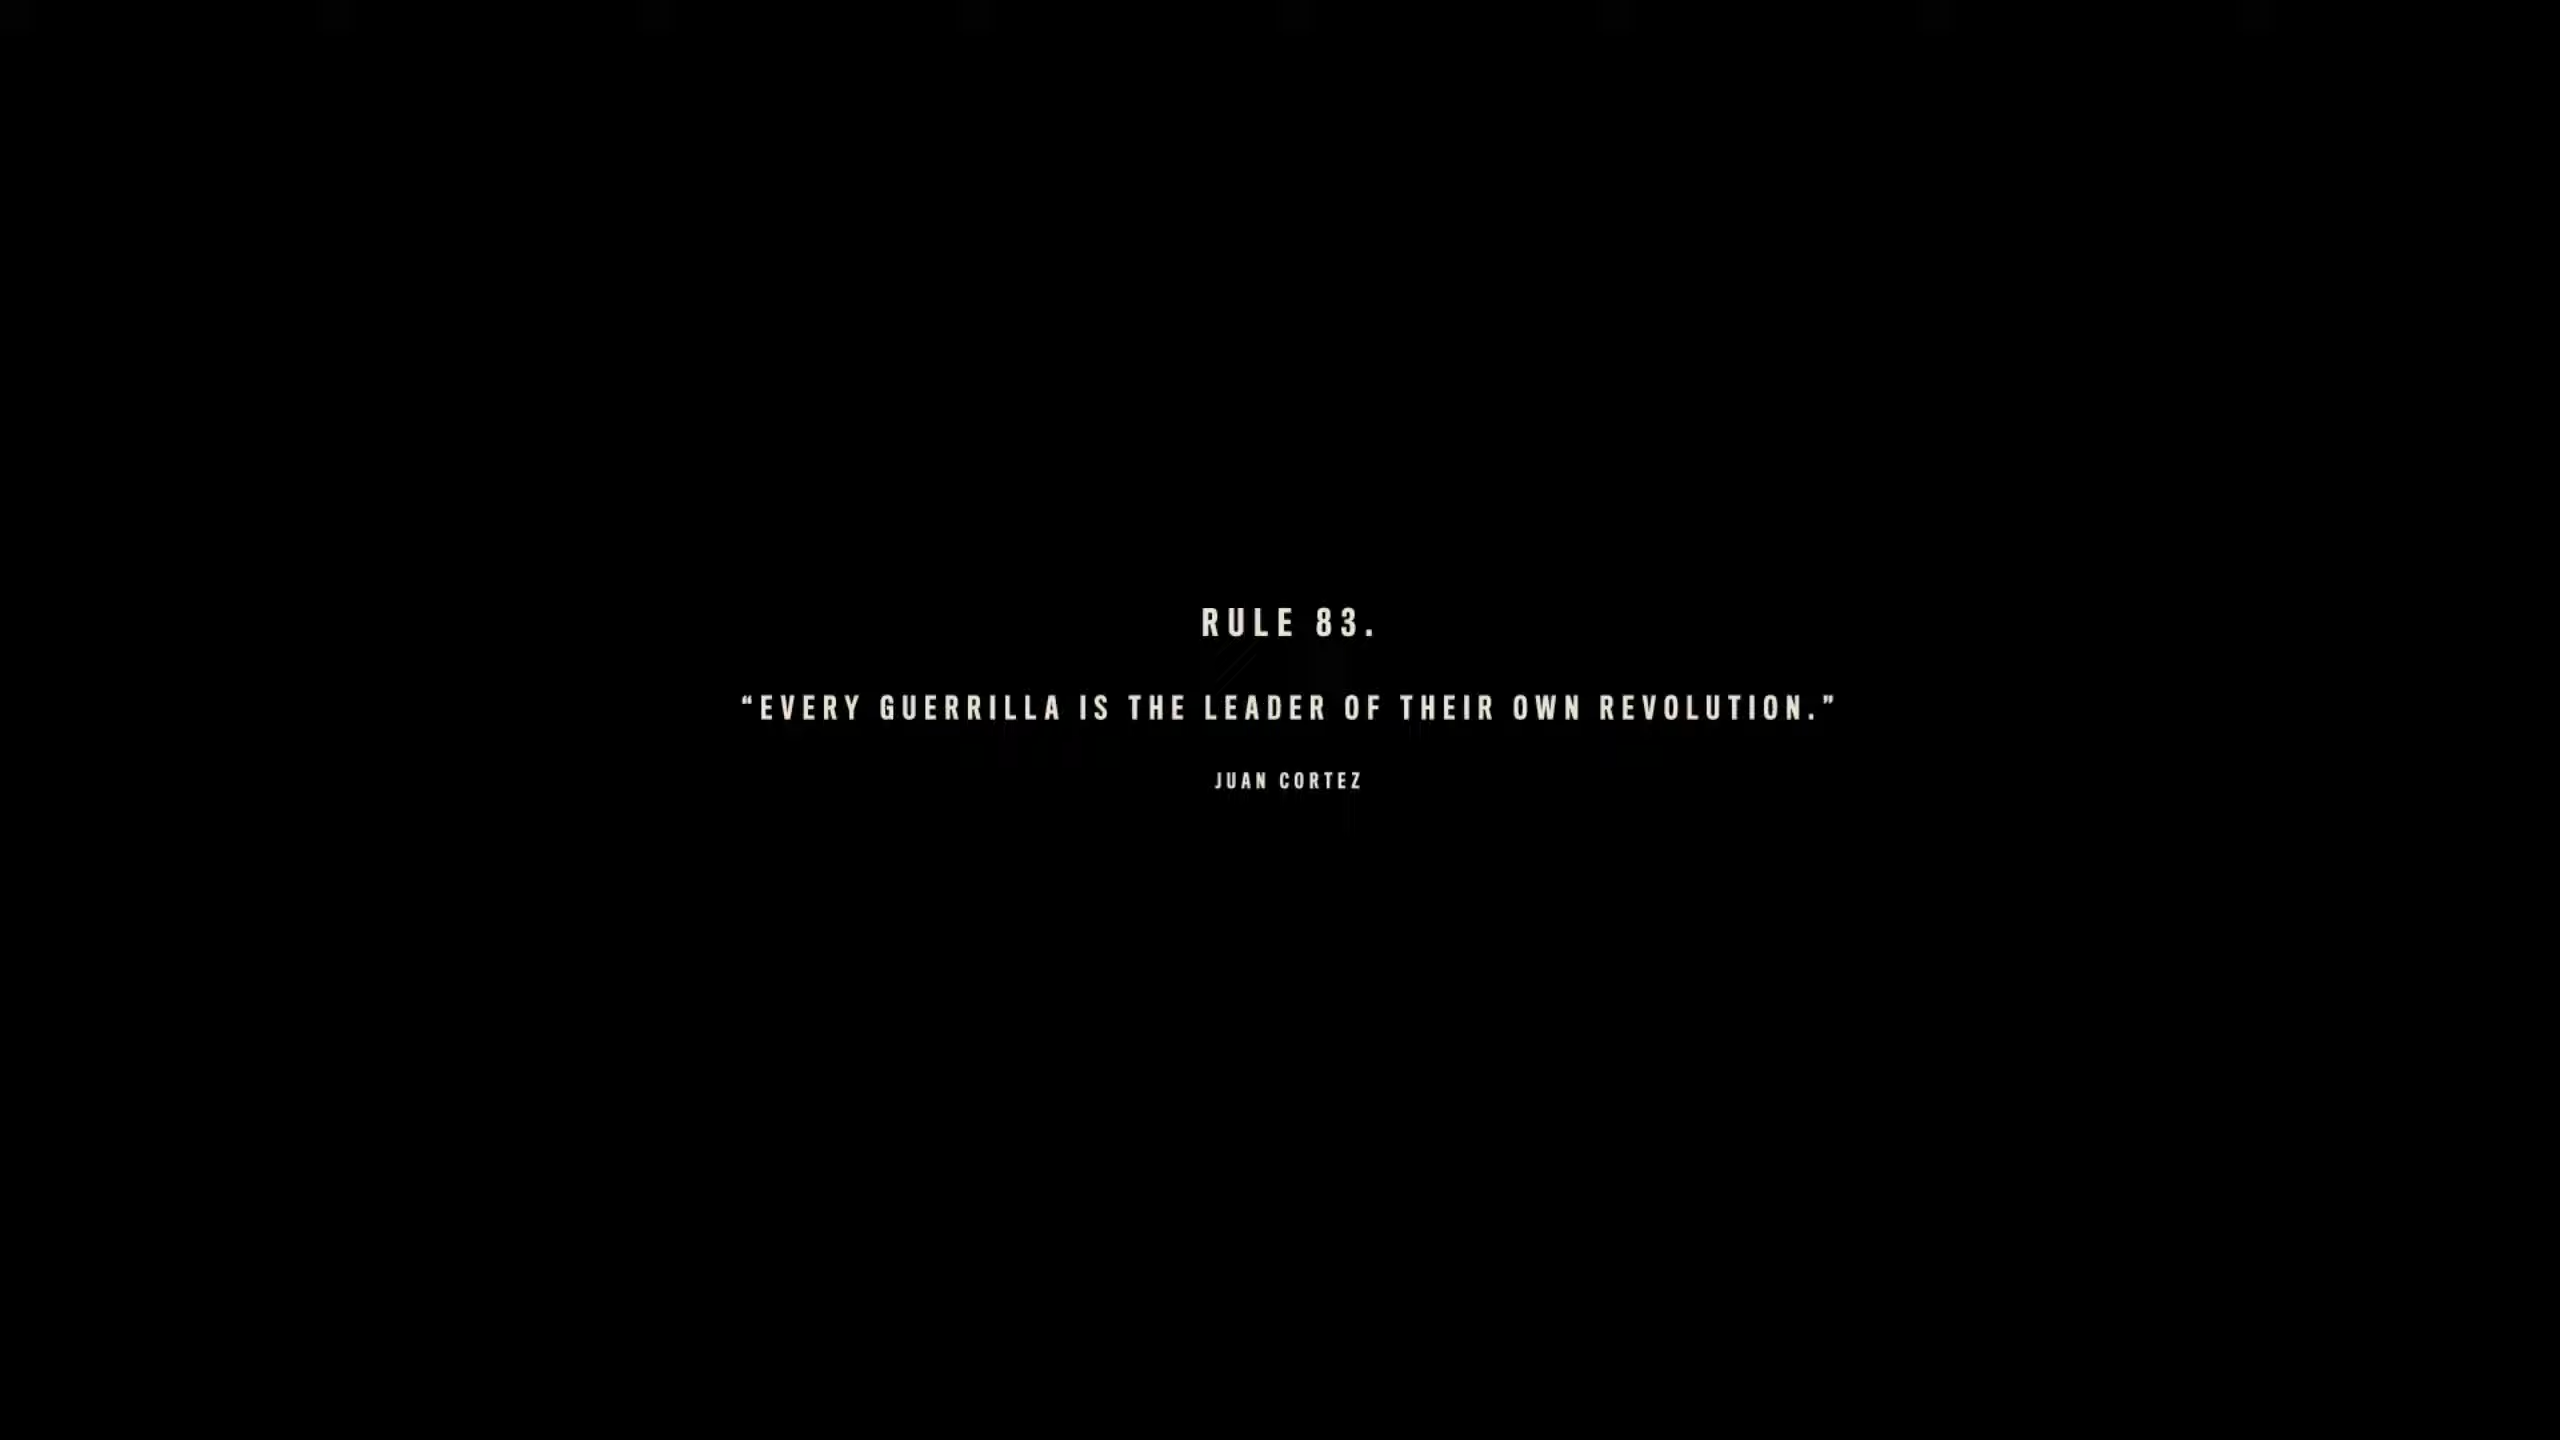 RULE 83.
“EVERY GUERRILLA IS THE LEADER OF THEIR OWN REVOLUTION.”
JUAN CORTEZ